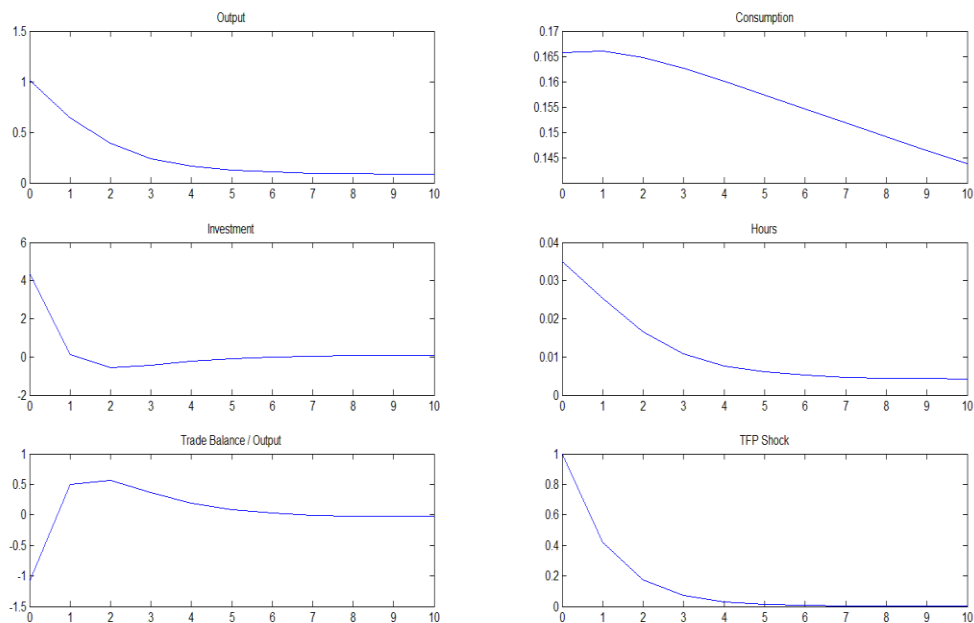 Output
1.5
1
0.5
0
0 1 2 3 4 5 6 7 8 9 10
Consumption
0.17
0.165
0.16
0.155
0.15
0.145
0 1 2 3 4 5 6 7 8 9 10
Investment
6
4
2
0
-2
0 1 2 3 4 5 6 7 8 9 10
Hours
0.04
0.03
0.02
0.01
0
0 1 2 3 4 5 6 7 8 9 10
Trade Balance / Output
1
0.5
0
-0.5
-1
-1.5
0 1 2 3 4 5 6 7 8 9 10
TFP Shock
1
0.8
0.6
0.4
0.2
0
0 1 2 3 4 5 6 7 8 9 10